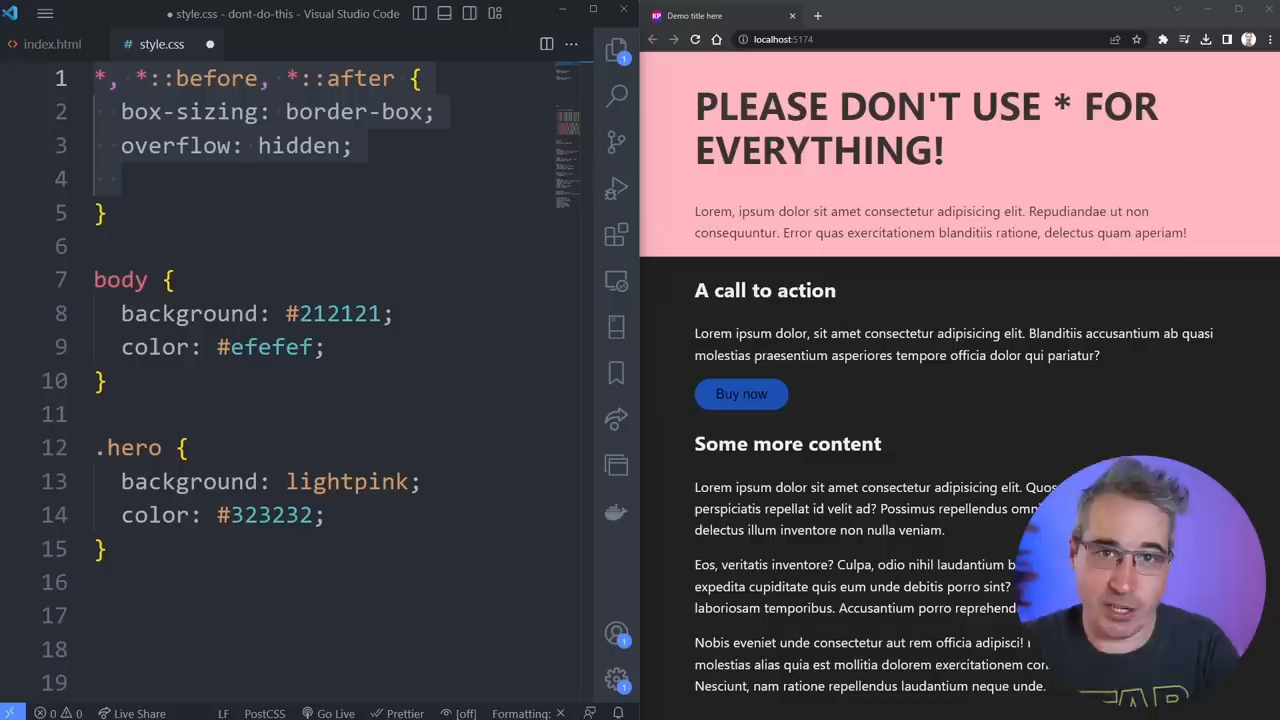 style.css - dont-do-this - Visual Studio Code
index.html
# style.css
1 *, *::before, *::after {
2 box-sizing: border-box;
3 overflow: hidden;
4
5 }
6
7 body {
8 background: #212121;
9 color: #efefef;
10 }
11
12 .hero {
13 background: lightpink;
14 color: #323232;
15 }
16
17
18
19
1
1
1
0 0 Live Share LF PostCSS Go Live Prettier [off] Formatting: ×
KP Demo title here
localhost:5174
PLEASE DON'T USE * FOR
EVERYTHING!
Lorem, ipsum dolor sit amet consectetur adipisicing elit. Repudiandae ut non
consequuntur. Error quas exercitationem blanditiis ratione, delectus quam aperiam!
A call to action
Lorem ipsum dolor, sit amet consectetur adipisicing elit. Blanditiis accusantium ab quasi
molestias praesentium asperiores tempore officia dolor qui pariatur?
Buy now
Some more content
Lorem ipsum dolor sit amet consectetur adipisicing elit. Quos
perspiciatis repellat id velit ad? Possimus repellendus omn
delectus illum inventore non nulla veniam.
Eos, veritatis inventore? Culpa, odio nihil laudantium b
expedita cupiditate quis eum unde debitis porro sint?
laboriosam temporibus. Accusantium porro reprehend
Nobis eveniet unde consectetur aut rem officia adipisci!
molestias alias quia est mollitia dolorem exercitationem con
Nesciunt, nam ratione repellendus laudantium neque unde.